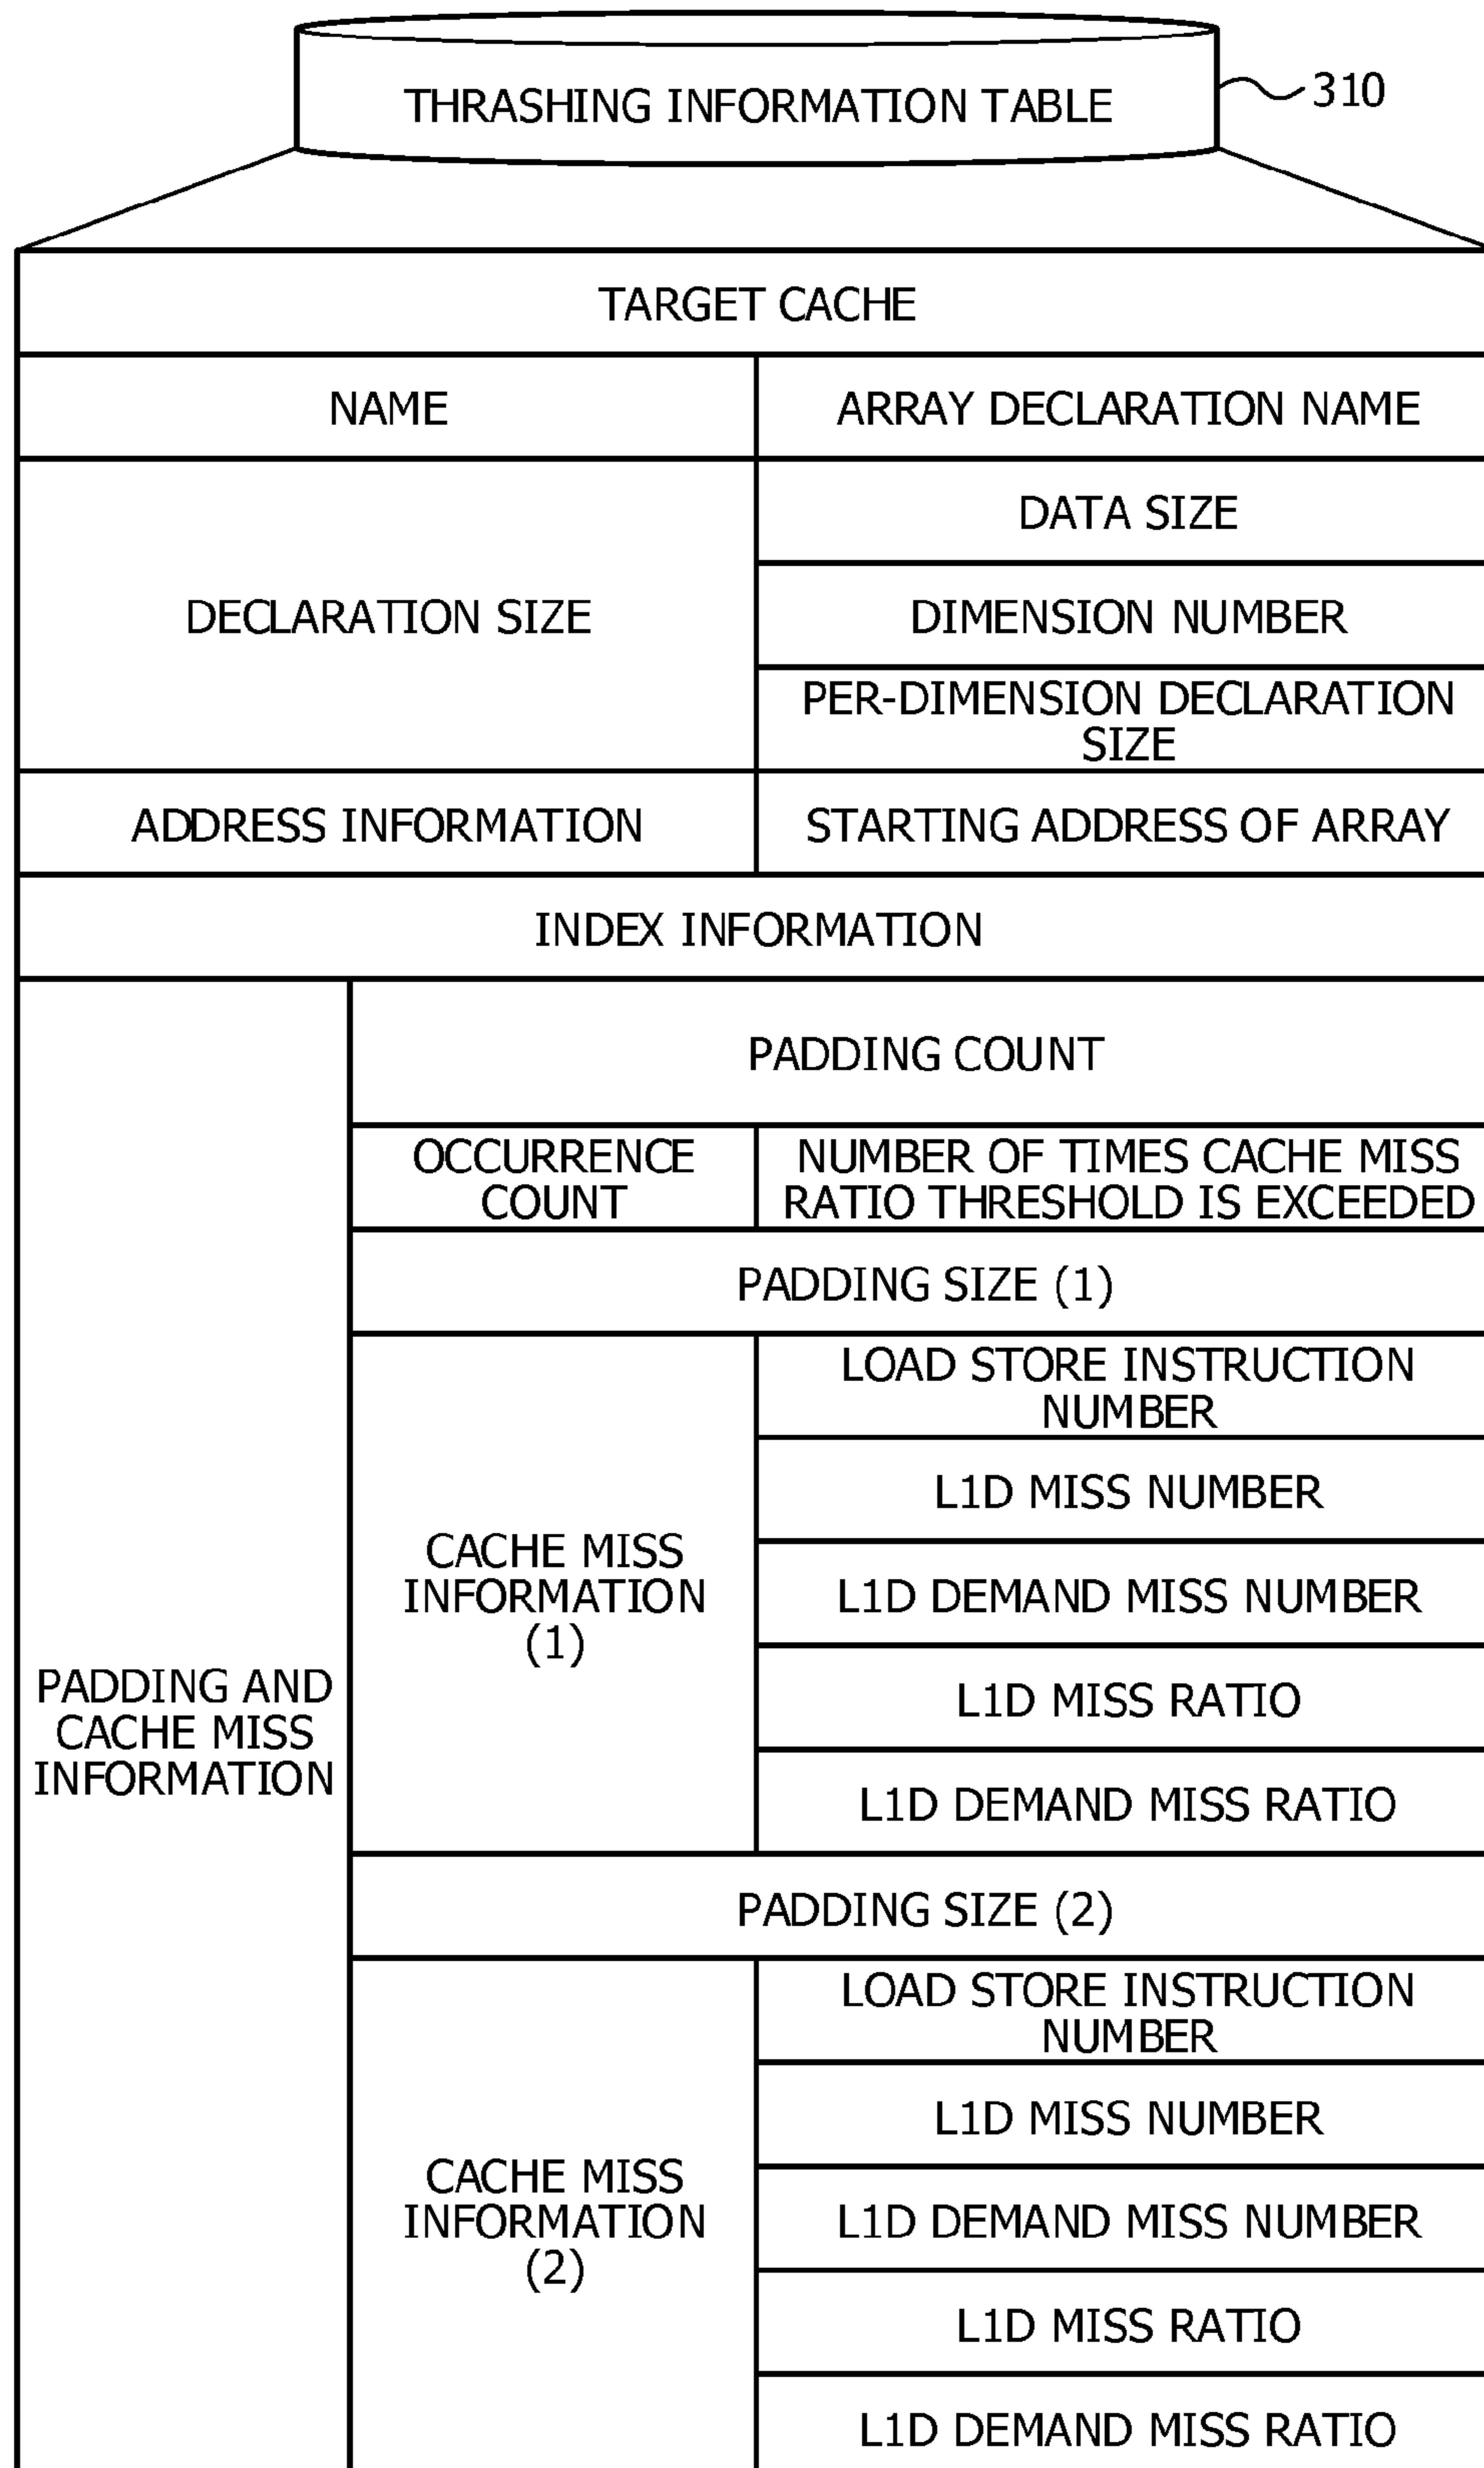 THRASHING INFORMATION TABLE
310
TARGET CACHE
NAME
ARRAY DECLARATION NAME
DECLARATION SIZE
DATA SIZE
DIMENSION NUMBER
PER-DIMENSION DECLARATION
SIZE
ADDRESS INFORMATION
STARTING ADDRESS OF ARRAY
INDEX INFORMATION
PADDING AND
CACHE MISS
INFORMATION
PADDING COUNT
OCCURRENCE
COUNT
NUMBER OF TIMES CACHE MISS
RATIO THRESHOLD IS EXCEEDED
PADDING SIZE (1)
CACHE MISS
INFORMATION
(1)
LOAD STORE INSTRUCTION
NUMBER
L1D MISS NUMBER
L1D DEMAND MISS NUMBER
L1D MISS RATIO
L1D DEMAND MISS RATIO
PADDING SIZE (2)
CACHE MISS
INFORMATION
(2)
LOAD STORE INSTRUCTION
NUMBER
L1D MISS NUMBER
L1D DEMAND MISS NUMBER
L1D MISS RATIO
L1D DEMAND MISS RATIO